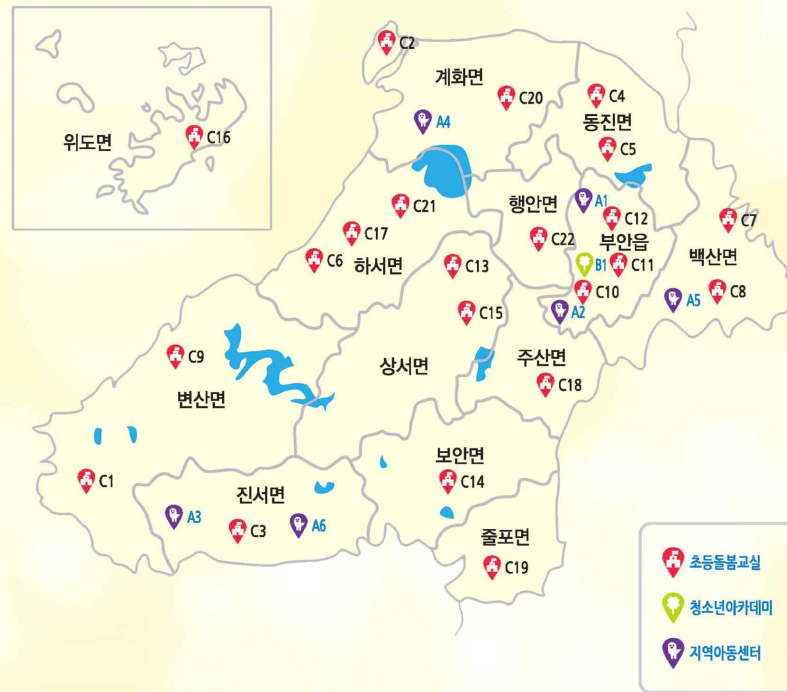 C2
계화면
C20
C4
A4
동진면
위도면
C16
C5
행안면
A1
C21
C12
C7
C17
C22
부안읍
백산면
C6
하서면
C13
B1
C11
C10
C8
A5
C15
A2
C9
상서면
주산면
C18
변산면
보안면
C1
C14
진서면
A3
C3
A6
줄포면
C19
초등돌봄교실
청소년아카데미
지역아동센터